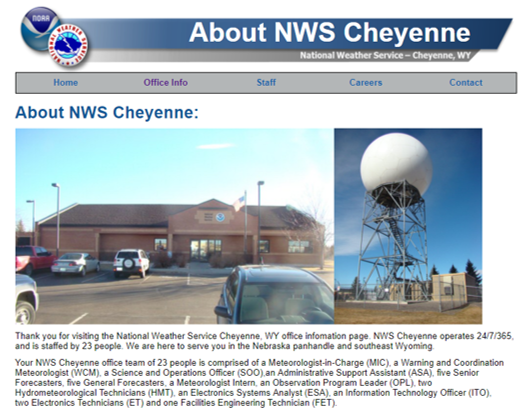 NOAA
About NWS Cheyenne
National Weather Service – Cheyenne, WY
Home Office Info Staff Careers Contact
About NWS Cheyenne:
Thank you for visiting the National Weather Service Cheyenne, WY office infomation page. NWS Cheyenne operates 24/7/365,
and is staffed by 23 people. We are here to serve you in the Nebraska panhandle and southeast Wyoming.
Your NWS Cheyenne office team of 23 people is comprised of a Meteorologist-in-Charge (MIC), a Warning and Coordination
Meteorologist (WCM), a Science and Operations Officer (SOO),an Administrative Support Assistant (ASA), five Senior
Forecasters, five General Forecasters, a Meteorologist Intern, an Observation Program Leader (OPL), two
Hydrometeorological Technicians (HMT), an Electronics Systems Analyst (ESA), an Information Technology Officer (ITO),
two Electronics Technicians (ET) and one Facilities Engineering Technician (FET).